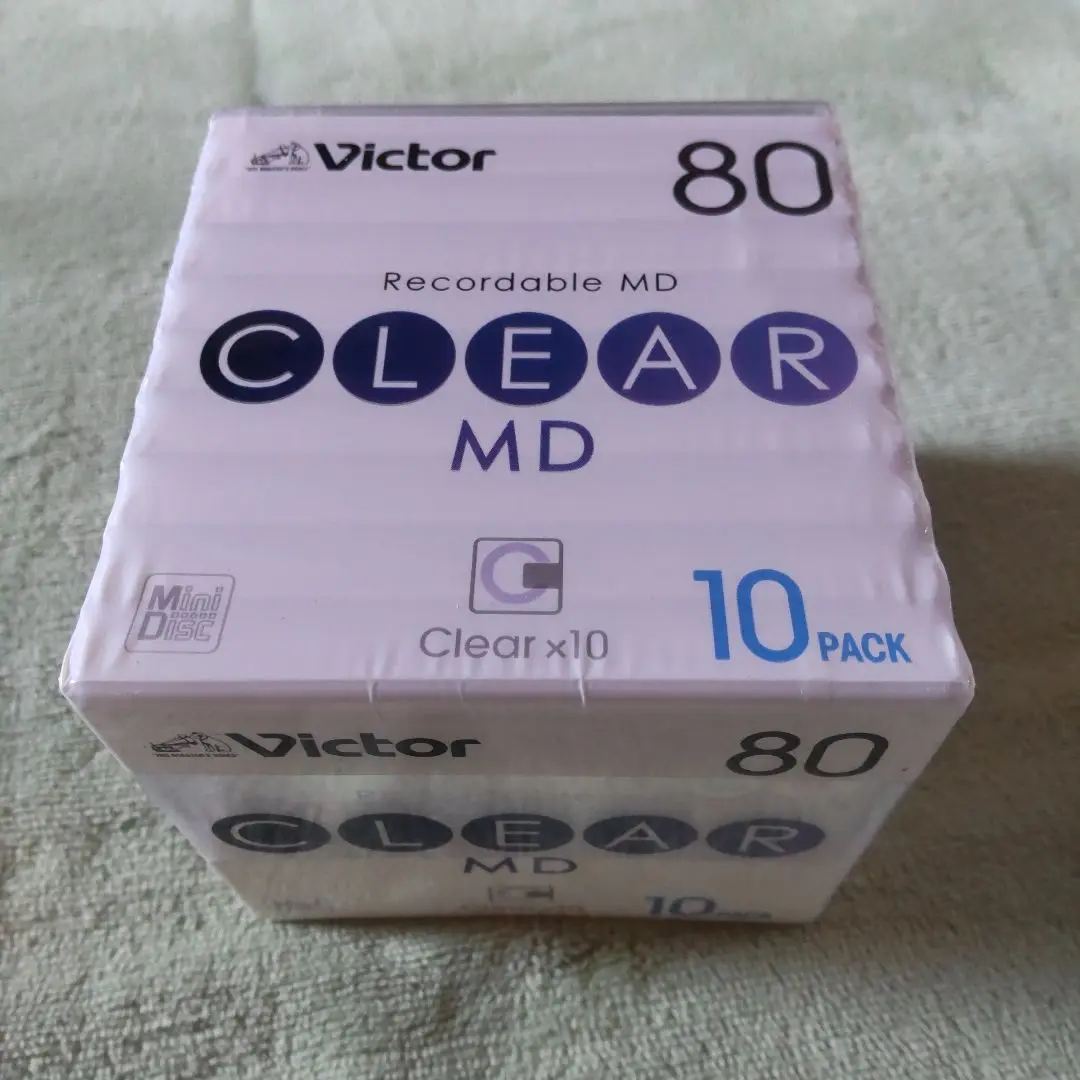 Victor 80
Recordable MD
CLEAR
MD
Mini
Disc
Clear x10
10 PACK
Victor 80
CLEAR
MD
10